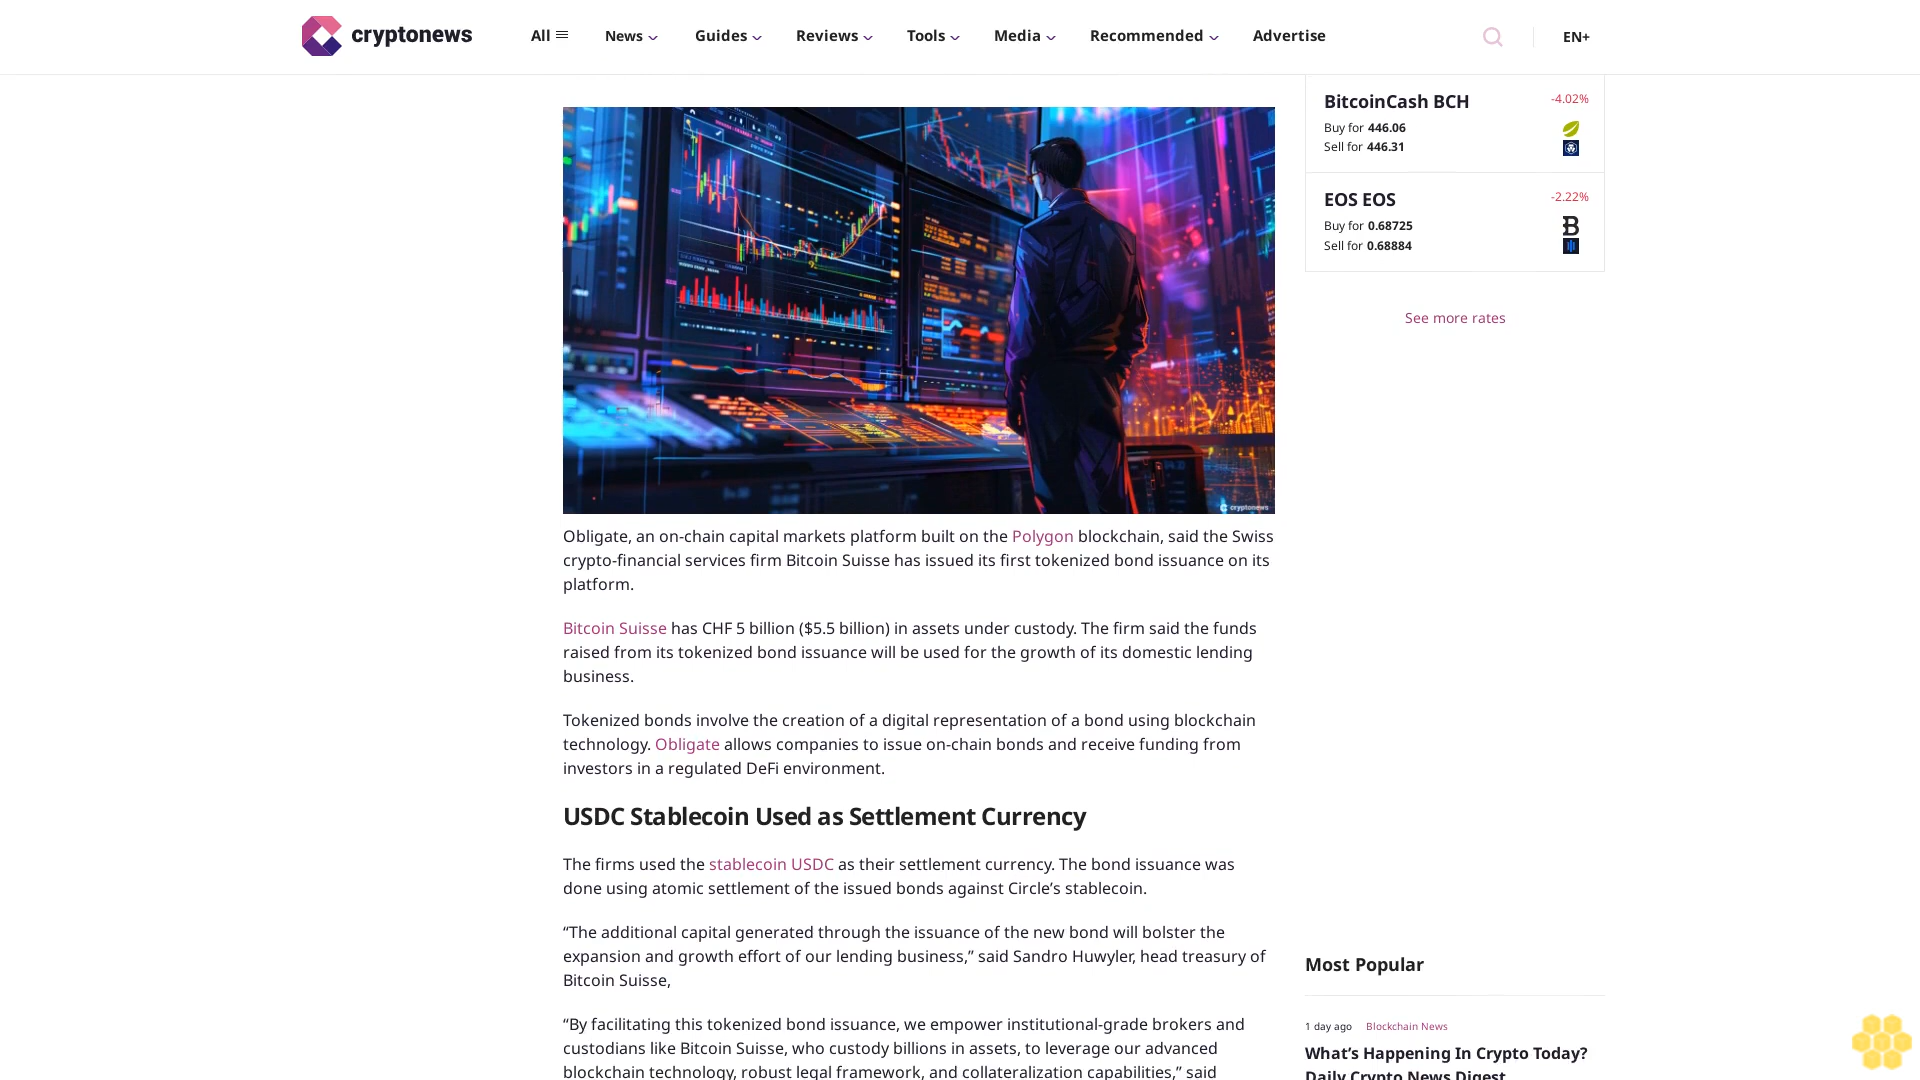 cryptonews
All
News
Guides
Reviews
Tools
Media
Recommended
Advertise
EN+
cryptonews
Obligate, an on-chain capital markets platform built on the Polygon blockchain, said the Swiss
crypto-financial services firm Bitcoin Suisse has issued its first tokenized bond issuance on its
platform.
Bitcoin Suisse has CHF 5 billion ($5.5 billion) in assets under custody. The firm said the funds
raised from its tokenized bond issuance will be used for the growth of its domestic lending
business.
Tokenized bonds involve the creation of a digital representation of a bond using blockchain
technology. Obligate allows companies to issue on-chain bonds and receive funding from
investors in a regulated DeFi environment.
USDC Stablecoin Used as Settlement Currency
The firms used the stablecoin USDC as their settlement currency. The bond issuance was
done using atomic settlement of the issued bonds against Circle’s stablecoin.
“The additional capital generated through the issuance of the new bond will bolster the
expansion and growth effort of our lending business,” said Sandro Huwyler, head treasury of
Bitcoin Suisse,
“By facilitating this tokenized bond issuance, we empower institutional-grade brokers and
custodians like Bitcoin Suisse, who custody billions in assets, to leverage our advanced
blockchain technology, robust legal framework, and collateralization capabilities,” said
BitcoinCash BCH
-4.02%
Buy for 446.06
Sell for 446.31
EOS EOS
-2.22%
Buy for 0.68725
Sell for 0.68884
See more rates
Most Popular
1 day ago Blockchain News
What’s Happening In Crypto Today?
Daily Crypto News Digest